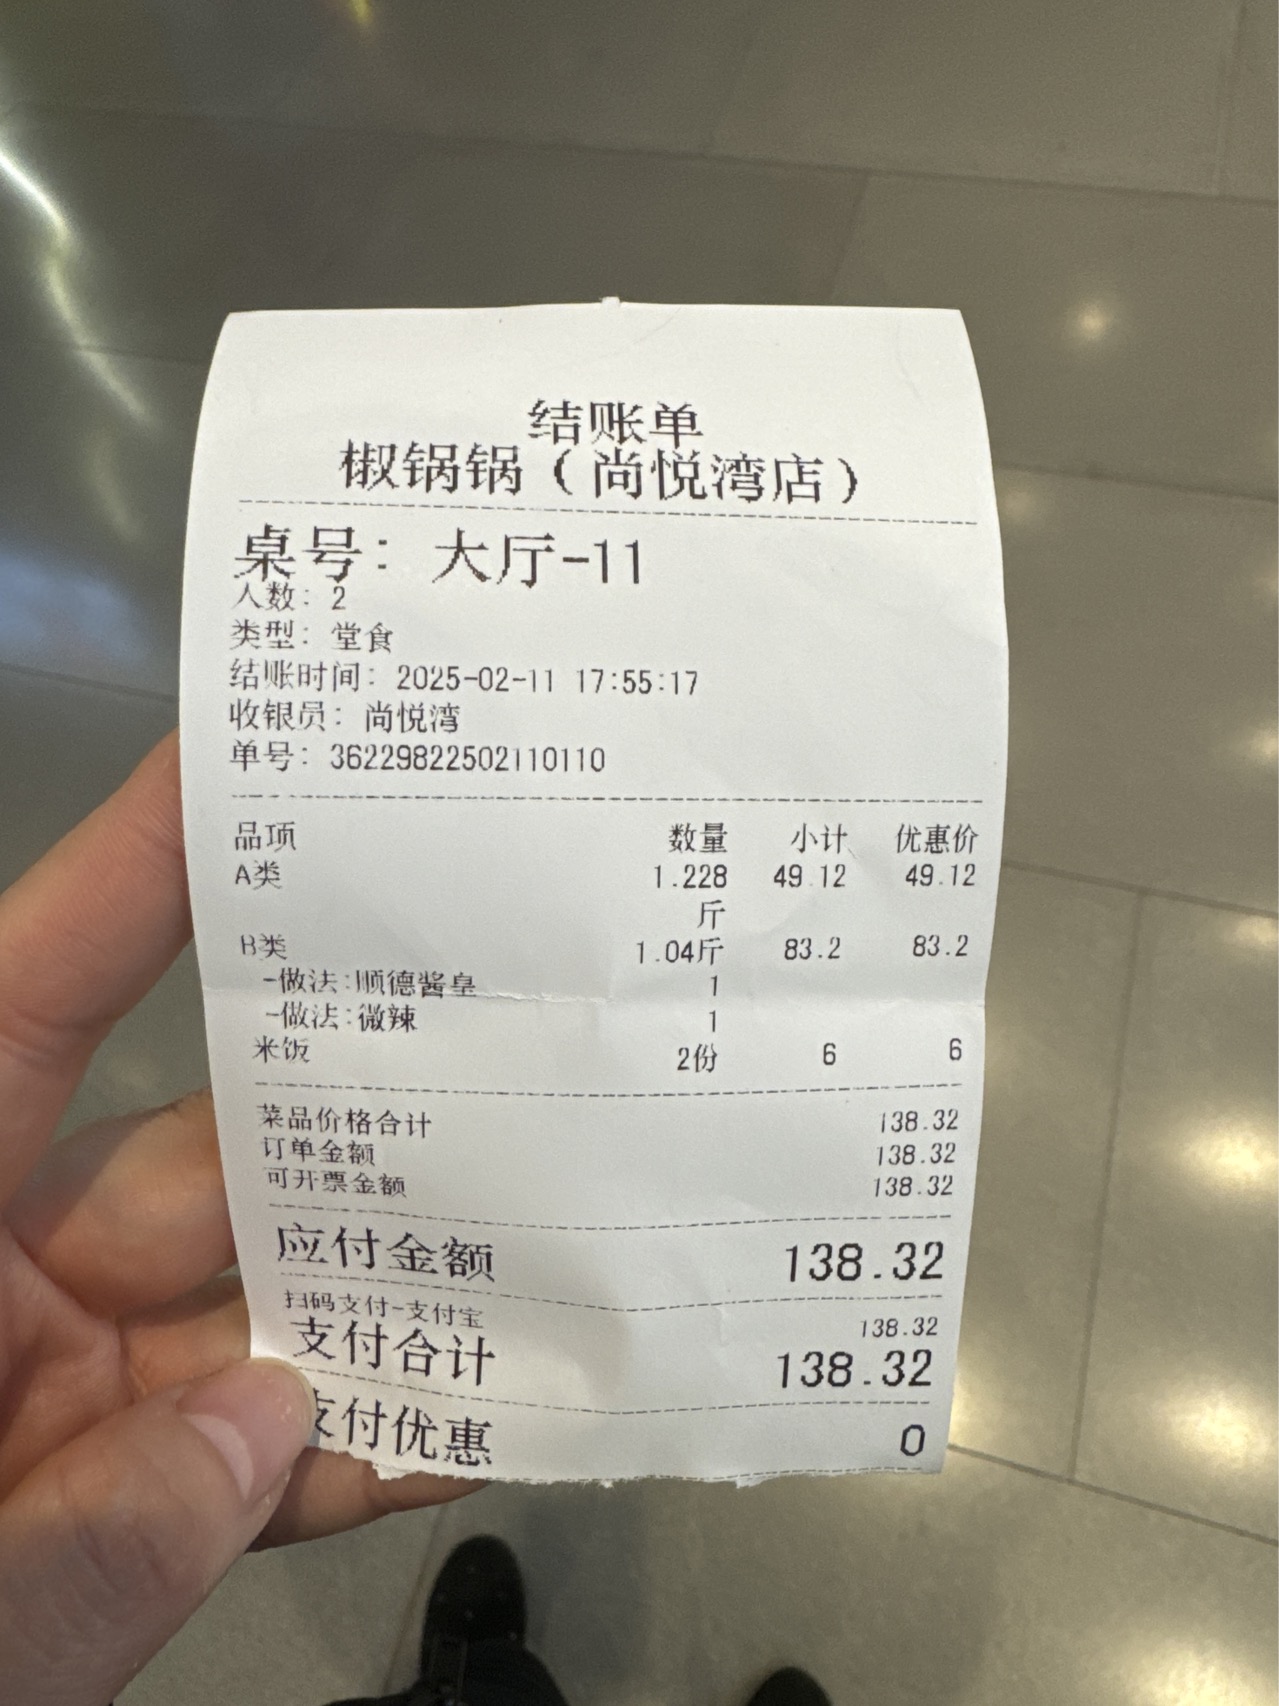 结账单
椒锅锅（尚悦湾店）
桌号： 大厅-11
人数：2
类型：堂食
结账时间：2025-02-11 17:55:17
收银员：尚悦湾
单号：36229822502110110
品项 数量 小计 优惠价
A类 1.228斤 49.12 49.12
B类 1.04斤 83.2 83.2
-做法:顺德酱皇 1
-做法:微辣 1
米饭 2份 6 6
菜品价格合计 138.32
订单金额 138.32
可开票金额 138.32
应付金额 138.32
扫码支付-支付宝 138.32
支付合计 138.32
支付优惠 0